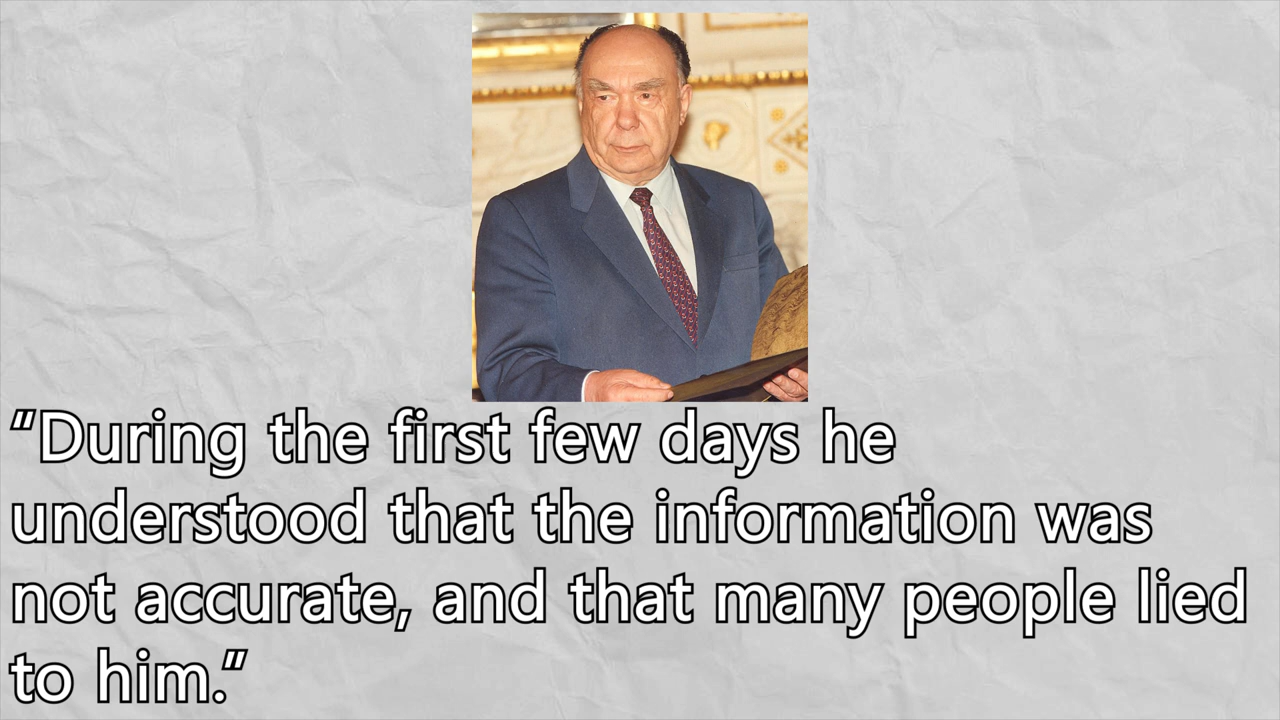 “During the first few days he
understood that the information was
not accurate, and that many people lied
to him.”